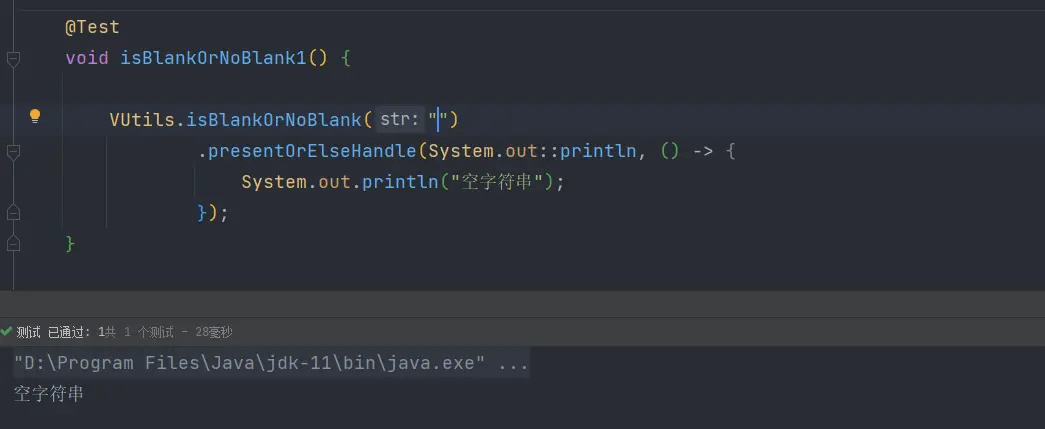 @Test
void isBlankOrNoBlank1() {
VUtils.isBlankOrNoBlank( str: "")
.presentOrElseHandle(System.out::println, () -> {
System.out.println("空字符串");
});
}
测试 已通过: 1共 1 个测试 – 28毫秒
"D:\Program Files\Java\jdk-11\bin\java.exe" ...
空字符串